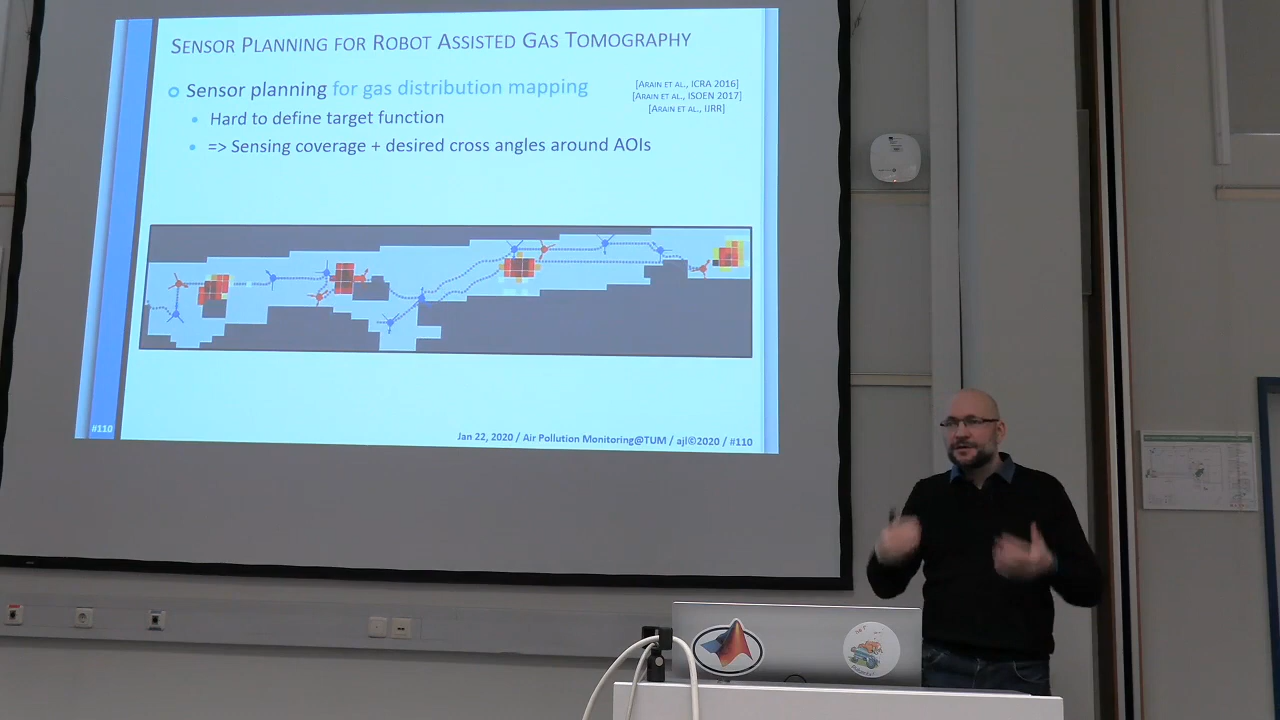 SENSOR PLANNING FOR ROBOT ASSISTED GAS TOMOGRAPHY
Sensor planning for gas distribution mapping
[ARAIN ET AL., ICRA 2016]
[ARAIN ET AL., ISOEN 2017]
[ARAIN ET AL., IJRR]
Hard to define target function
=> Sensing coverage + desired cross angles around AOIs
#110
Jan 22, 2020 / Air Pollution Monitoring@TUM / ajl©2020 / #110